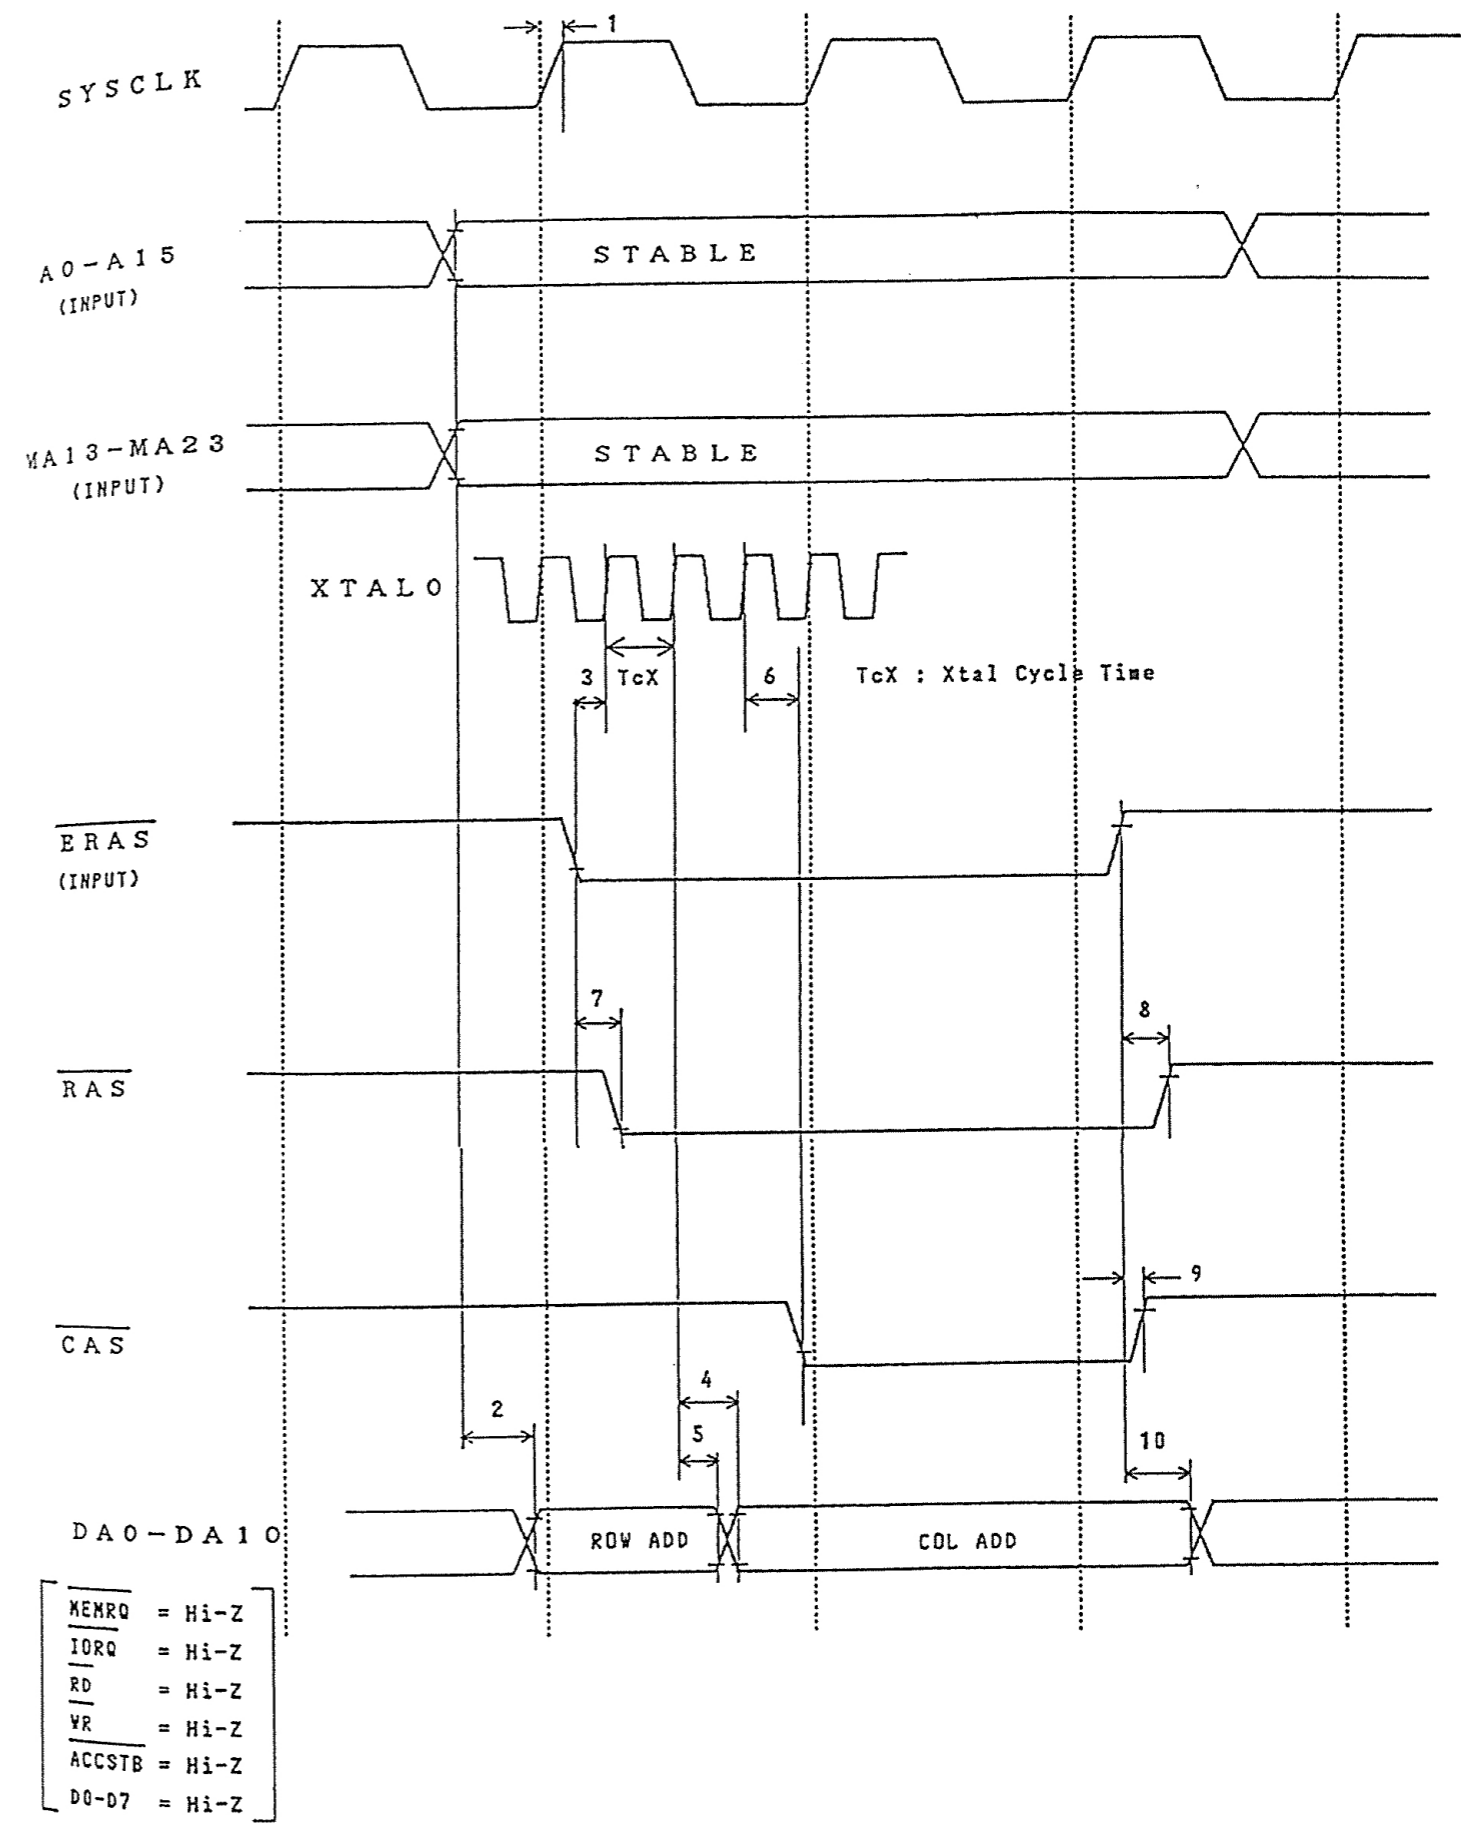 1
SYSCLK
A0-A15
(INPUT)
STABLE
MA13-MA23
(INPUT)
STABLE
XTALO
3
TcX
6
TcX : Xtal Cycle Time
ERAS
(INPUT)
7
8
RAS
9
CAS
4
2
5
10
DA0-DA10
ROW ADD
COL ADD
MEMRQ = Hi-Z
IORQ = Hi-Z
RD = Hi-Z
WR = Hi-Z
ACCSTB = Hi-Z
D0-D7 = Hi-Z